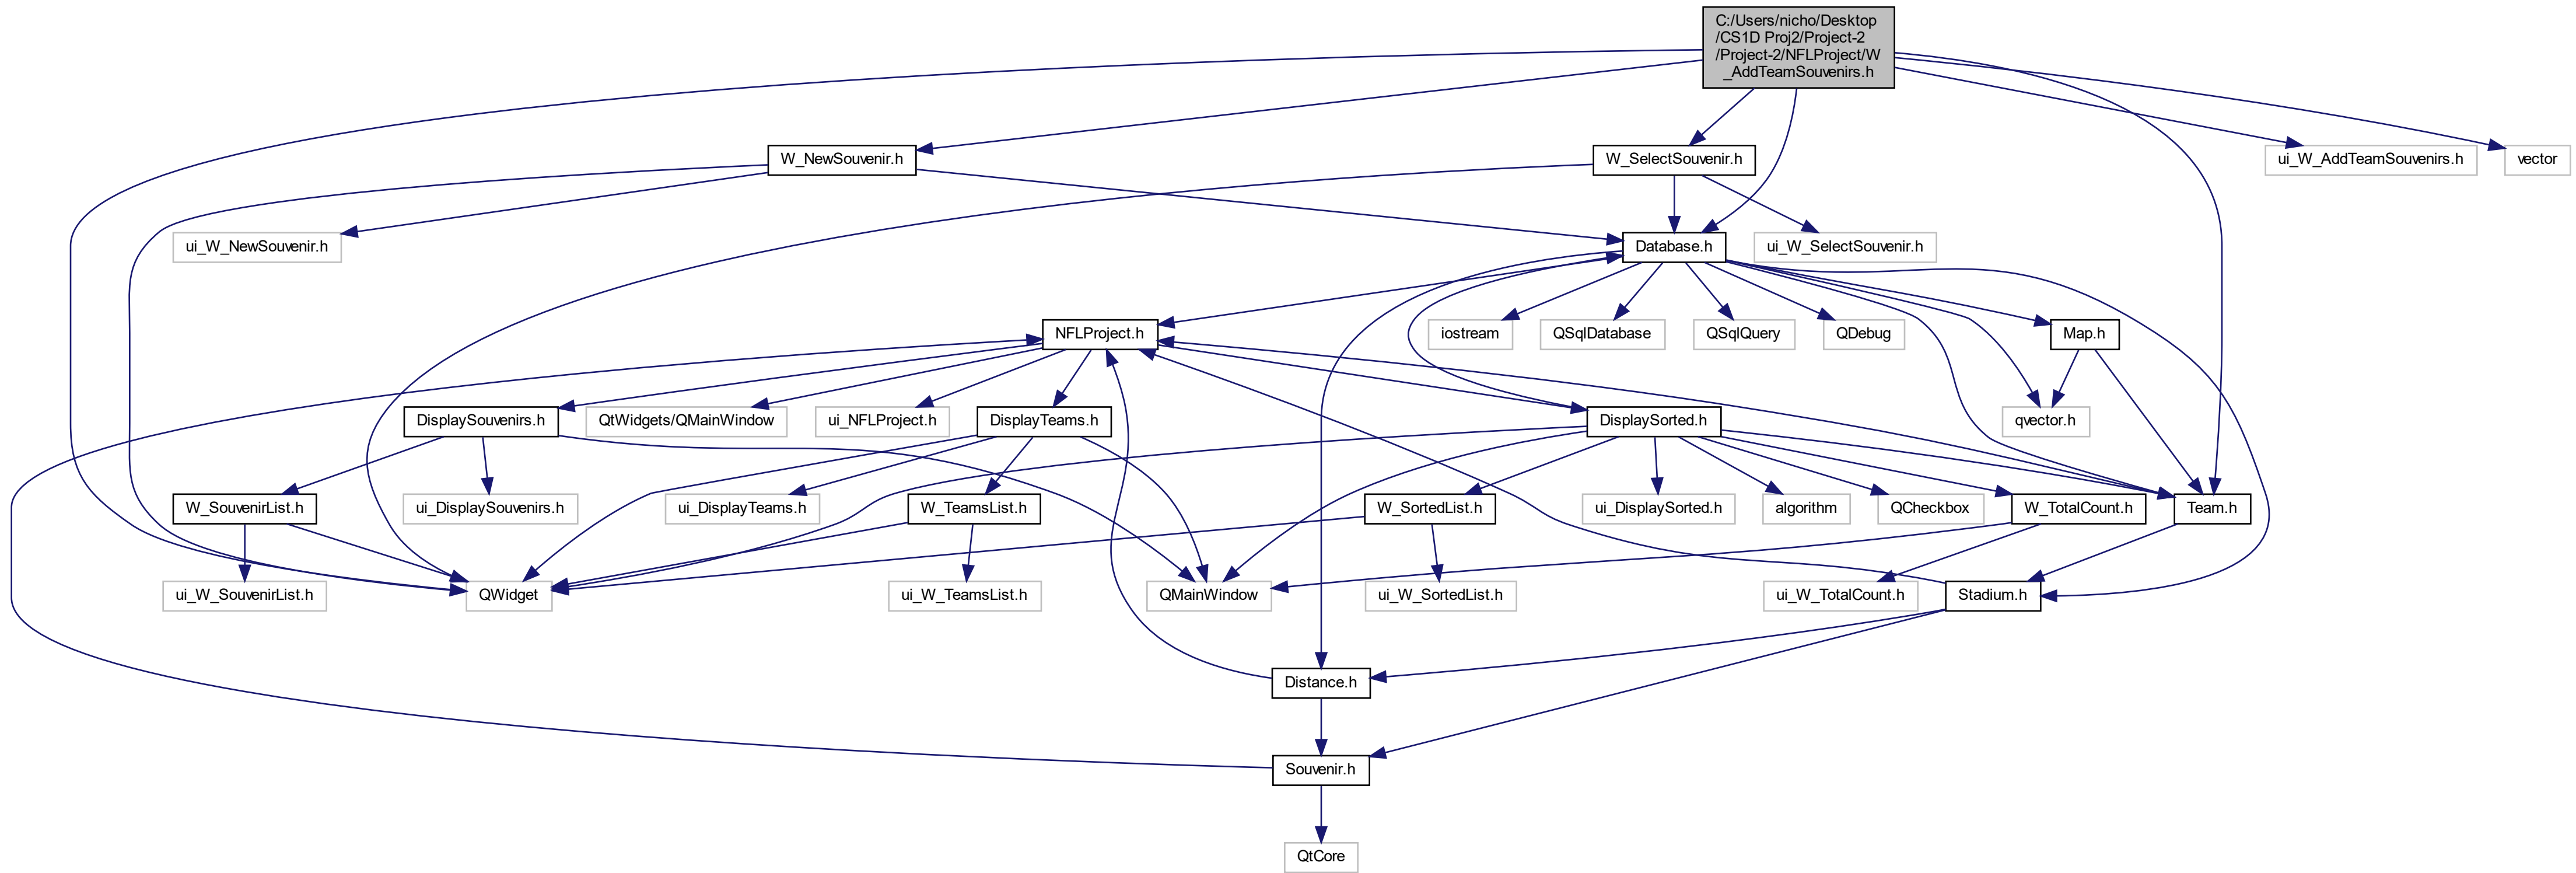 C:/Users/nicho/Desktop
/CS1D Proj2/Project-2
/Project-2/NFLProject/W
_AddTeamSouvenirs.h
W_NewSouvenir.h
W_SelectSouvenir.h
ui_W_AddTeamSouvenirs.h
vector
ui_W_NewSouvenir.h
Database.h
ui_W_SelectSouvenir.h
NFLProject.h
iostream
QSqlDatabase
QSqlQuery
QDebug
Map.h
DisplaySouvenirs.h
QtWidgets/QMainWindow
ui_NFLProject.h
DisplayTeams.h
DisplaySorted.h
qvector.h
W_SouvenirList.h
ui_DisplaySouvenirs.h
ui_DisplayTeams.h
W_TeamsList.h
W_SortedList.h
ui_DisplaySorted.h
algorithm
QCheckbox
W_TotalCount.h
Team.h
ui_W_SouvenirList.h
QWidget
ui_W_TeamsList.h
QMainWindow
ui_W_SortedList.h
ui_W_TotalCount.h
Stadium.h
Distance.h
Souvenir.h
QtCore